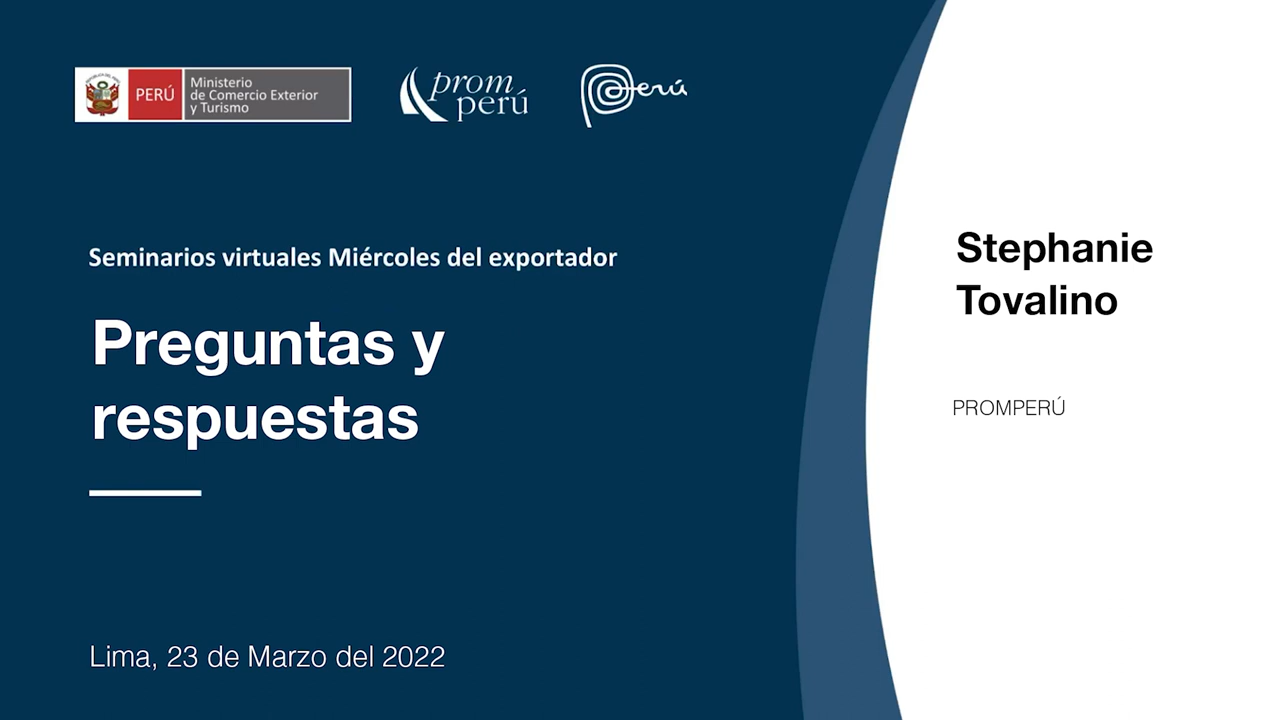 PERÚ
Ministerio
de Comercio Exterior
y Turismo
prom
perú
Perú
Seminarios virtuales Miércoles del exportador
Preguntas y
respuestas
Lima, 23 de Marzo del 2022
Stephanie
Tovalino
PROMPERÚ